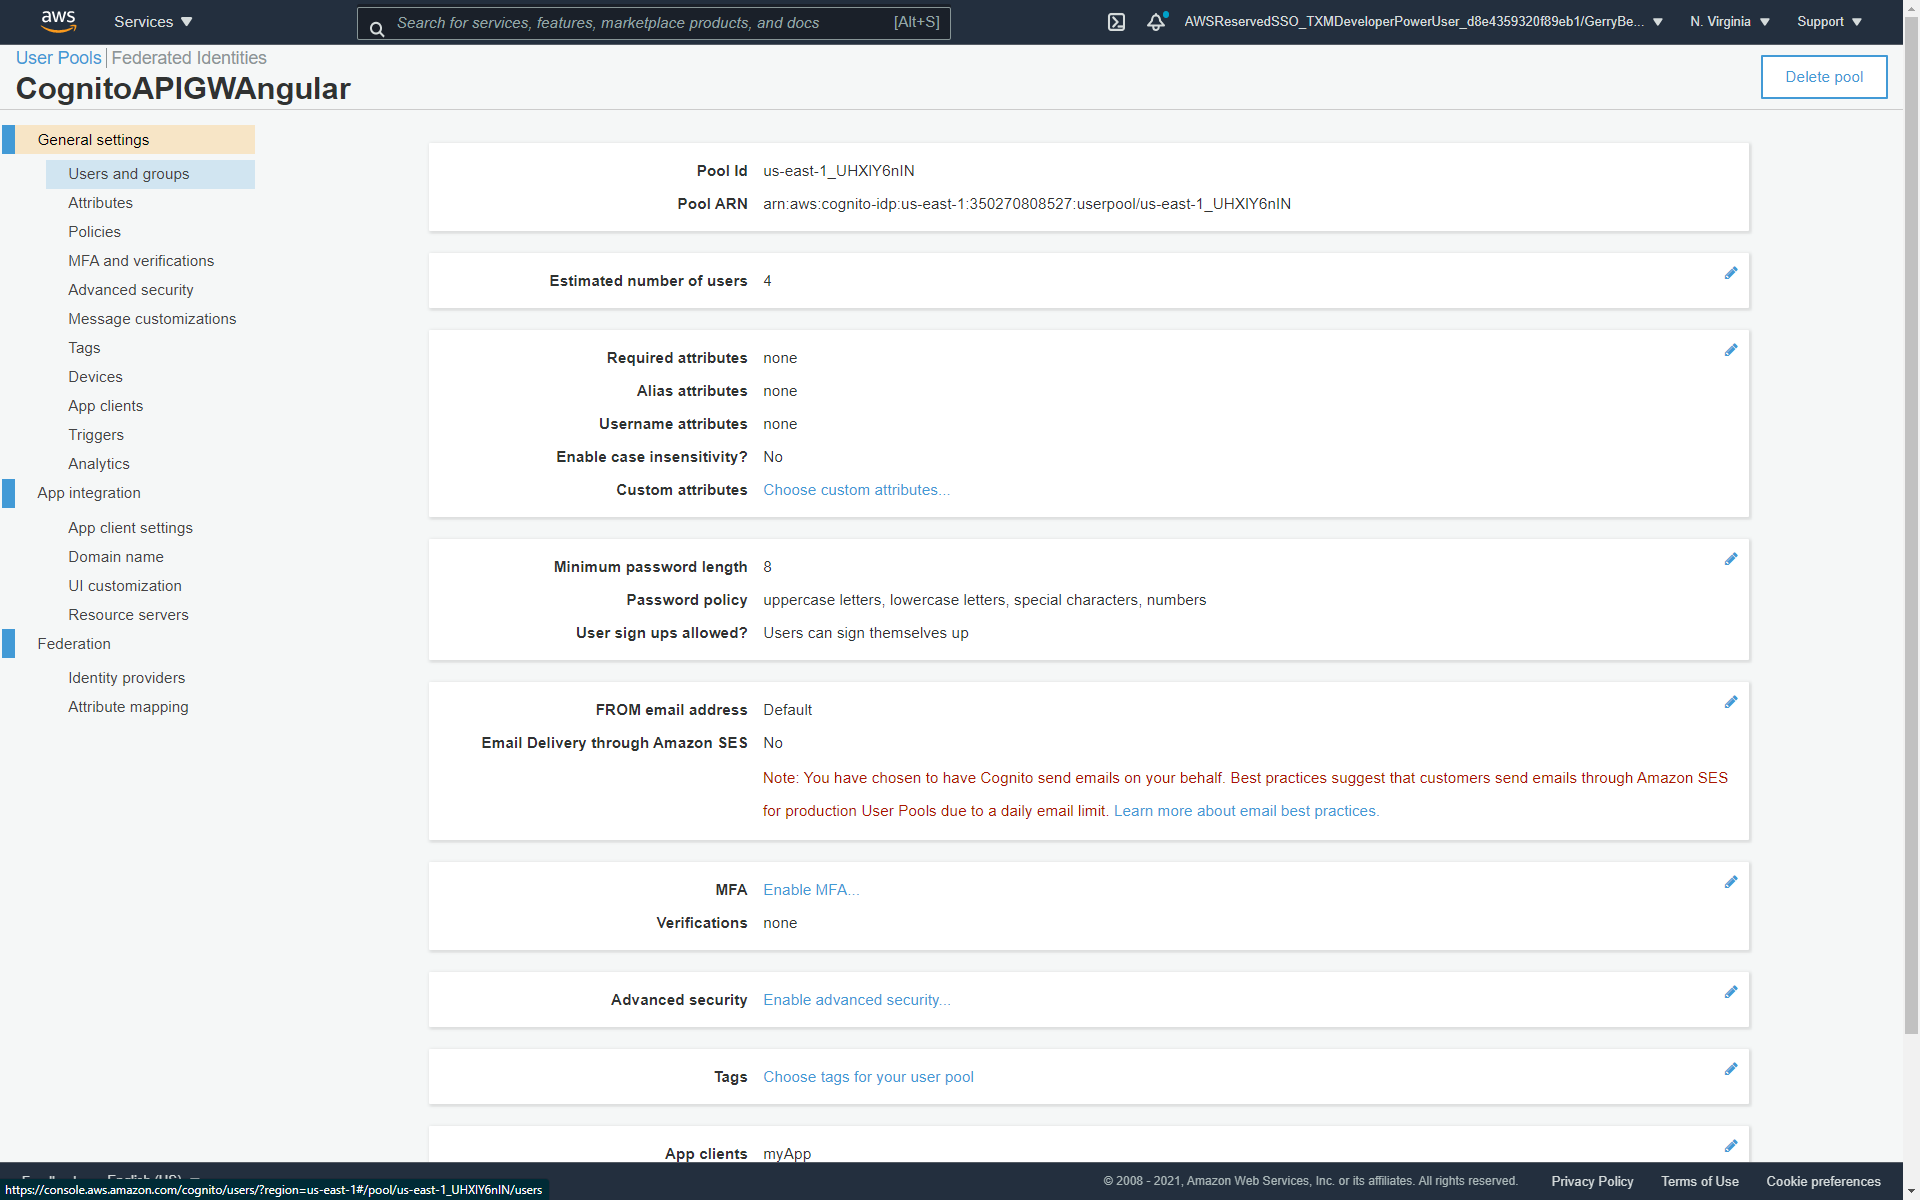 aws
Services
Search for services, features, marketplace products, and docs [Alt+S]
AWSReservedSSO_TXMDeveloperPowerUser_d8e4359320f89eb1/GerryBe...
N. Virginia
Support
User Pools Federated Identities
CognitoAPIGWAngular
Delete pool
General settings
Users and groups
Attributes
Policies
MFA and verifications
Advanced security
Message customizations
Tags
Devices
App clients
Triggers
Analytics
App integration
App client settings
Domain name
UI customization
Resource servers
Federation
Identity providers
Attribute mapping
Pool Id us-east-1_UHXIY6nIN
Pool ARN arn:aws:cognito-idp:us-east-1:350270808527:userpool/us-east-1_UHXIY6nIN
Estimated number of users 4
Required attributes none
Alias attributes none
Username attributes none
Enable case insensitivity? No
Custom attributes Choose custom attributes...
Minimum password length 8
Password policy uppercase letters, lowercase letters, special characters, numbers
User sign ups allowed? Users can sign themselves up
FROM email address Default
Email Delivery through Amazon SES No
Note: You have chosen to have Cognito send emails on your behalf. Best practices suggest that customers send emails through Amazon SES
for production User Pools due to a daily email limit. Learn more about email best practices.
MFA Enable MFA...
Verifications none
Advanced security Enable advanced security...
Tags Choose tags for your user pool
App clients myApp
English (US)
© 2008 - 2021, Amazon Web Services, Inc. or its affiliates. All rights reserved. Privacy Policy Terms of Use Cookie preferences
https://console.aws.amazon.com/cognito/users/?region=us-east-1#/pool/us-east-1_UHXIY6nIN/users